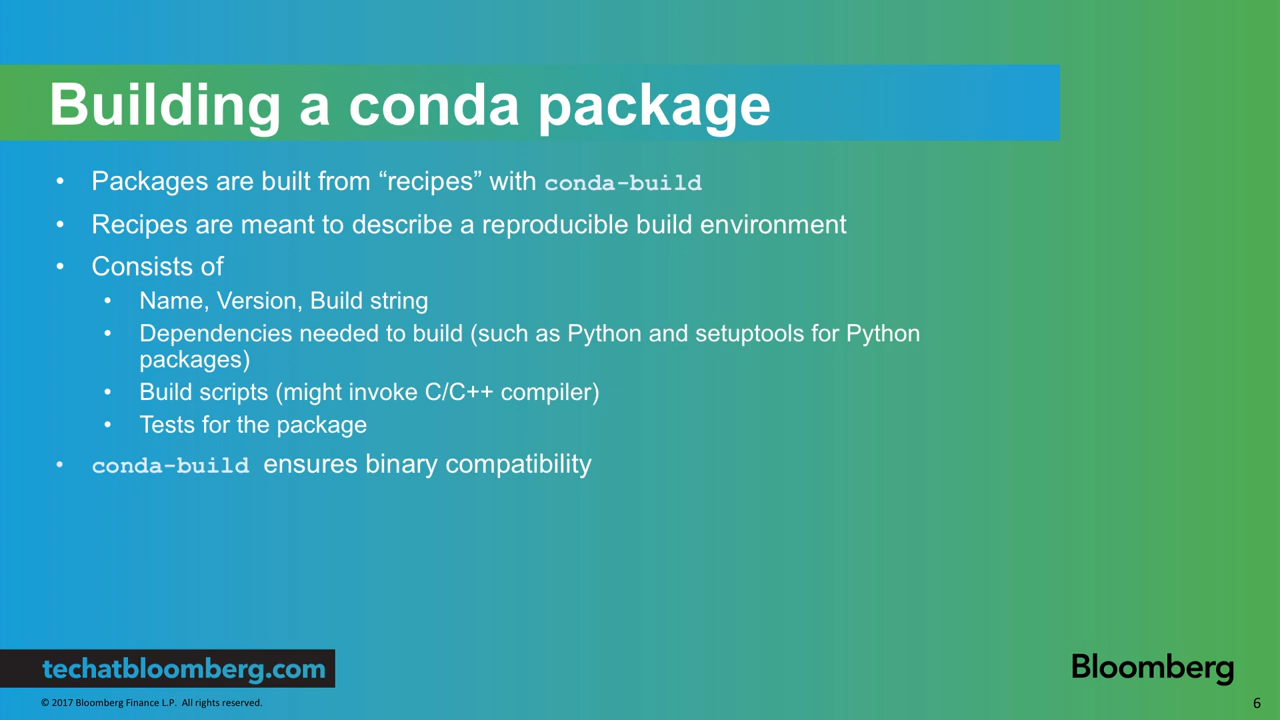 Building a conda package
• Packages are built from “recipes” with conda-build
• Recipes are meant to describe a reproducible build environment
• Consists of
• Name, Version, Build string
• Dependencies needed to build (such as Python and setuptools for Python
packages)
• Build scripts (might invoke C/C++ compiler)
• Tests for the package
• conda-build ensures binary compatibility
techatbloomberg.com
Bloomberg
© 2017 Bloomberg Finance L.P. All rights reserved.
6